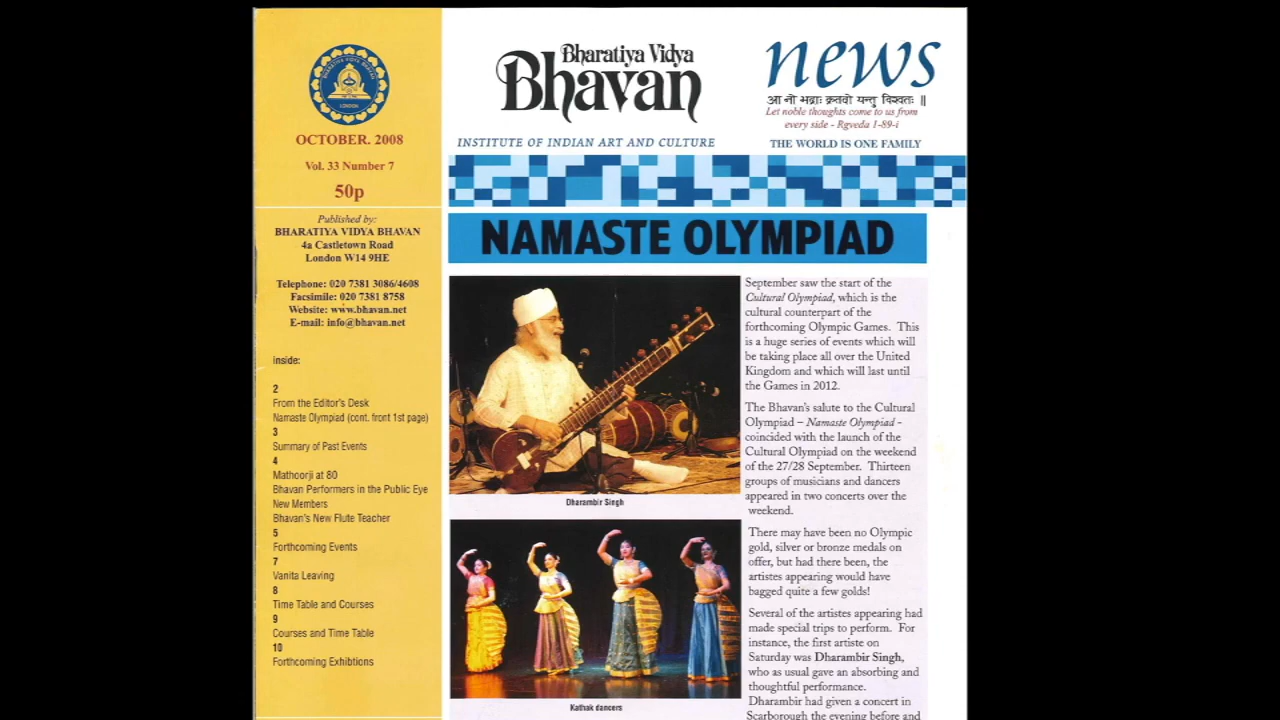 BHARATIYA VIDYA BHAVAN
LONDON
OCTOBER. 2008
Vol. 33 Number 7
50p
Published by:
BHARATIYA VIDYA BHAVAN
4a Castletown Road
London W14 9HE
Telephone: 020 7381 3086/4608
Facsimile: 020 7381 8758
Website: www.bhavan.net
E-mail: info@bhavan.net
Inside:
2
From the Editor's Desk
Namaste Olympiad (cont. front 1st page)
3
Summary of Past Events
4
Mathoorji at 80
Bhavan Performers in the Public Eye
New Members
Bhavan's New Flute Teacher
5
Forthcoming Events
7
Vanita Leaving
8
Time Table and Courses
9
Courses and Time Table
10
Forthcoming Exhibtions
Bharatiya Vidya
Bhavan
INSTITUTE OF INDIAN ART AND CULTURE
news
आ नो भद्राः क्रतवो यन्तु विश्वतः ॥
Let noble thoughts come to us from
every side - Rgveda 1-89-i
THE WORLD IS ONE FAMILY
NAMASTE OLYMPIAD
Dharambir Singh
Kathak dancers
September saw the start of the
Cultural Olympiad, which is the
cultural counterpart of the
forthcoming Olympic Games. This
is a huge series of events which will
be taking place all over the United
Kingdom and which will last until
the Games in 2012.
The Bhavan's salute to the Cultural
Olympiad – Namaste Olympiad -
coincided with the launch of the
Cultural Olympiad on the weekend
of the 27/28 September. Thirteen
groups of musicians and dancers
appeared in two concerts over the
weekend.
There may have been no Olympic
gold, silver or bronze medals on
offer, but had there been, the
artistes appearing would have
bagged quite a few golds!
Several of the artistes appearing had
made special trips to perform. For
instance, the first artiste on
Saturday was Dharambir Singh,
who as usual gave an absorbing and
thoughtful performance.
Dharambir had given a concert in
Scarborough the evening before and